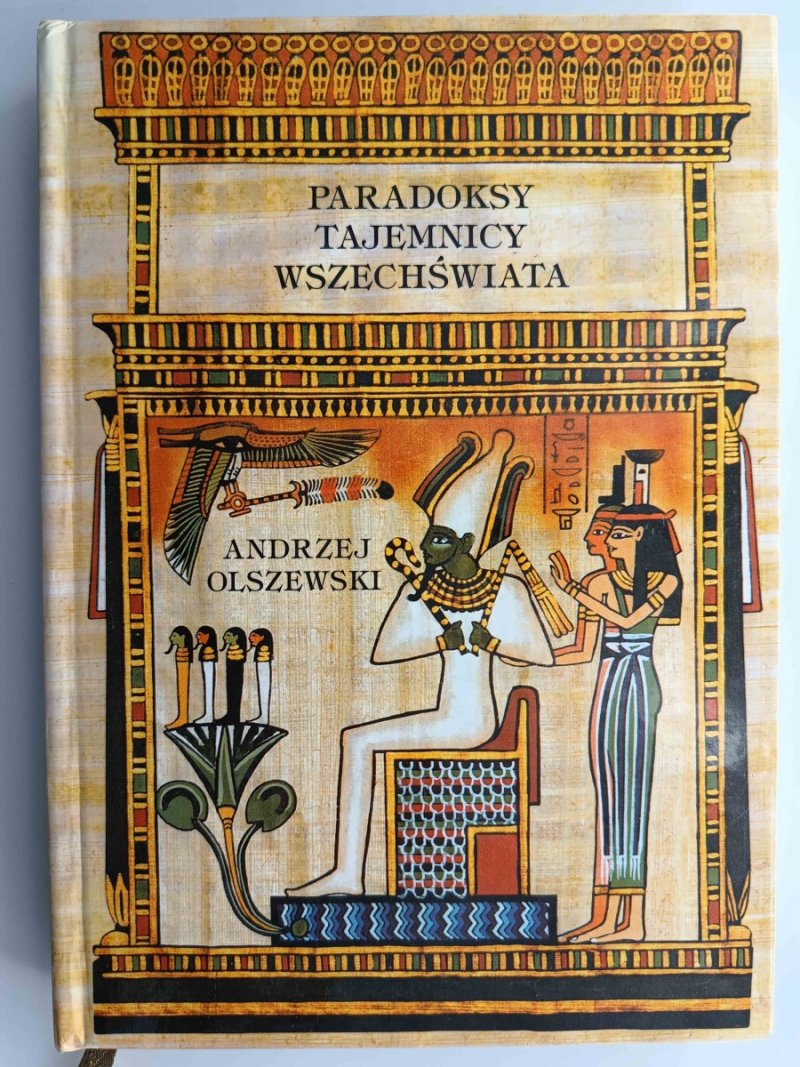 PARADOKSY
TAJEMNICY
WSZECHŚWIATA
ANDRZEJ
OLSZEWSKI